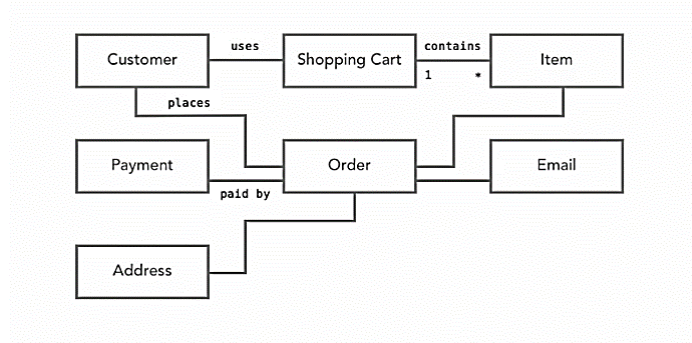 uses
contains
Customer
Shopping Cart
Item
1
*
places
Payment
Order
Email
paid by
Address